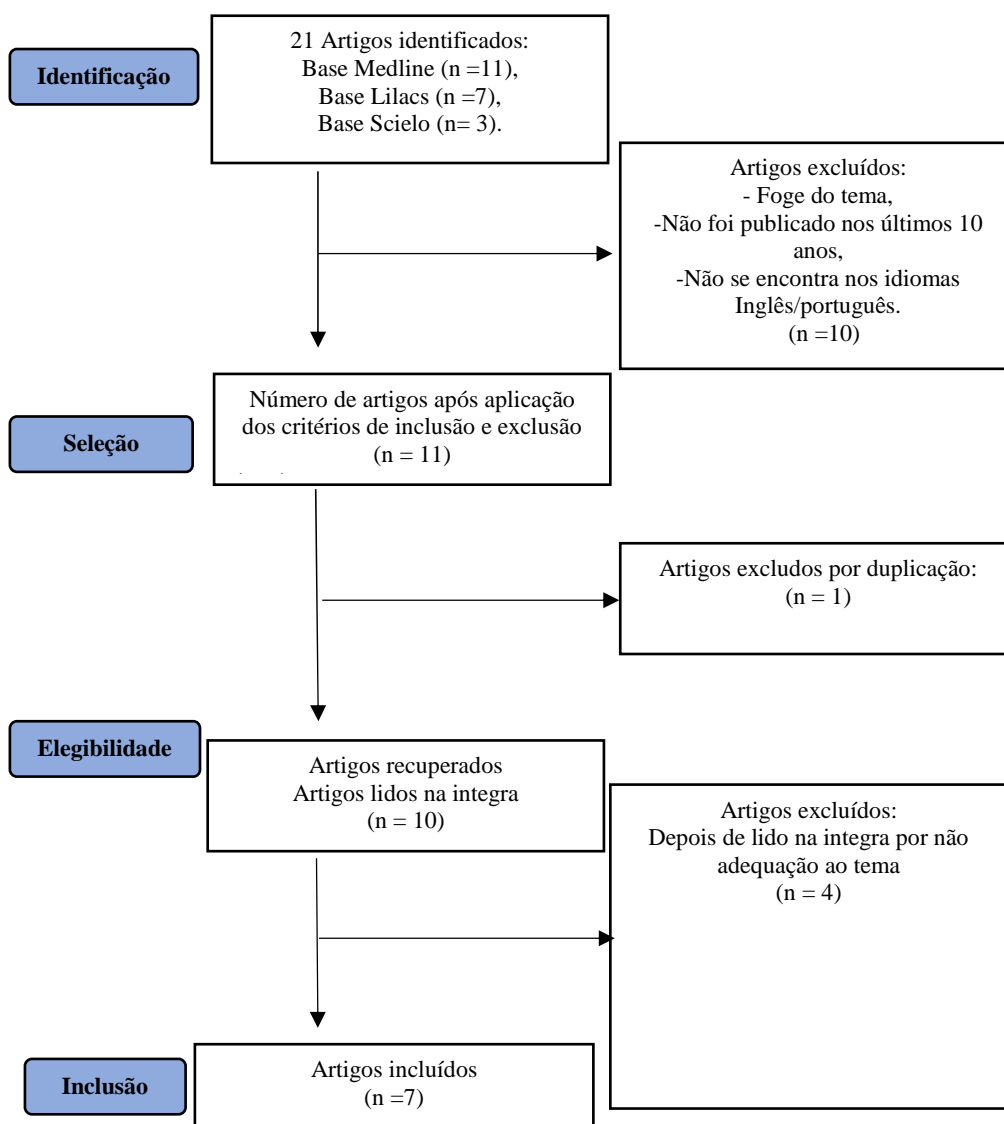 Identificação
21 Artigos identificados:
Base Medline (n =11),
Base Lilacs (n =7),
Base Scielo (n= 3).
Artigos excluídos:
- Foge do tema,
-Não foi publicado nos últimos 10
anos,
-Não se encontra nos idiomas
Inglês/português.
(n =10)
Seleção
Número de artigos após aplicação
dos critérios de inclusão e exclusão
(n = 11)
Artigos excludos por duplicação:
(n = 1)
Elegibilidade
Artigos recuperados
Artigos lidos na integra
(n = 10)
Artigos excluídos:
Depois de lido na integra por não
adequação ao tema
(n = 4)
Inclusão
Artigos incluídos
(n =7)